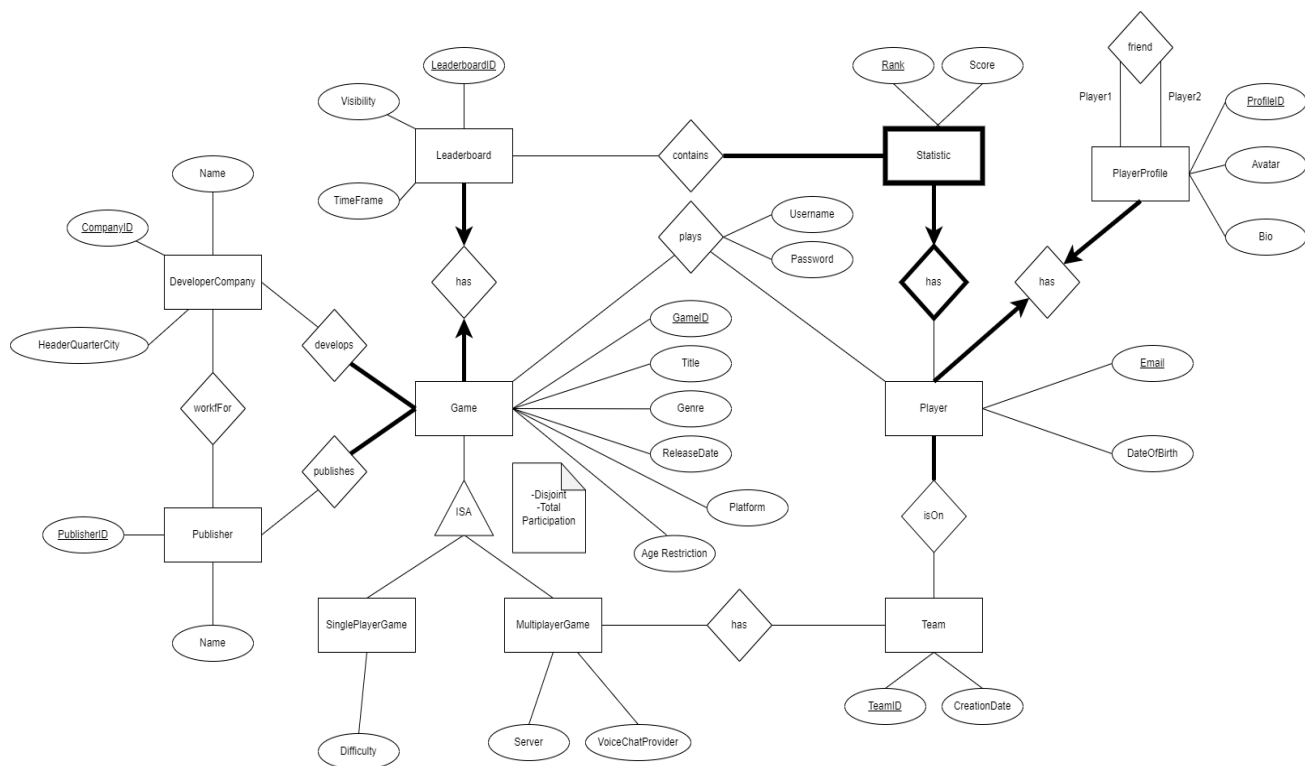 friend
LeaderboardID
Rank
Score
Player1
Player2
Visibility
ProfileID
Leaderboard
contains
Statistic
PlayerProfile
Avatar
Name
TimeFrame
Username
CompanyID
plays
Bio
Password
DeveloperCompany
has
has
has
GameID
HeaderQuarterCity
develops
Title
Email
workfFor
Game
Genre
Player
publishes
ReleaseDate
DateOfBirth
ISA
-Disjoint
-Total
Participation
Platform
isOn
PublisherID
Publisher
Age Restriction
SinglePlayerGame
MultiplayerGame
has
Team
Name
TeamID
CreationDate
Difficulty
Server
VoiceChatProvider